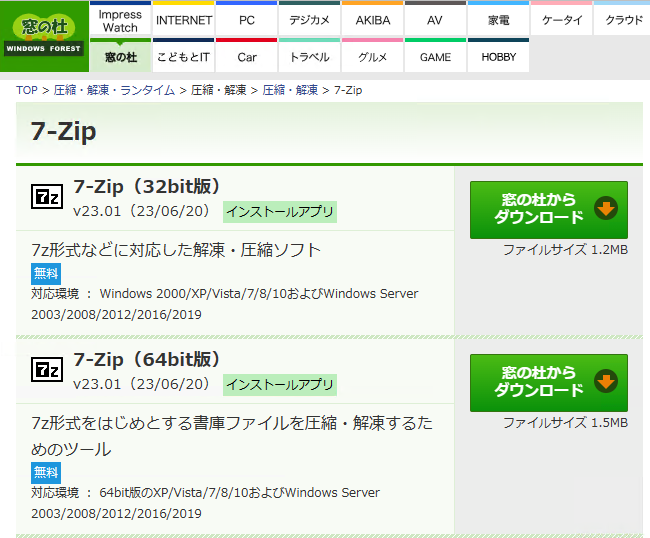 窓の杜
WINDOWS FOREST
Impress Watch
INTERNET
PC
デジカメ
AKIBA
AV
家電
ケータイ
クラウド
窓の杜
こどもとIT
Car
トラベル
グルメ
GAME
HOBBY
TOP > 圧縮・解凍・ランタイム > 圧縮・解凍 > 圧縮・解凍 > 7-Zip
7-Zip
7z
7-Zip（32bit版）
v23.01（23/06/20） インストールアプリ
窓の杜から
ダウンロード
ファイルサイズ 1.2MB
7z形式などに対応した解凍・圧縮ソフト
無料
対応環境 ： Windows 2000/XP/Vista/7/8/10およびWindows Server
2003/008/2012/2016/2019
7z
7-Zip（64bit版）
v23.01（23/06/20） インストールアプリ
窓の杜から
ダウンロード
ファイルサイズ 1.5MB
7z形式をはじめとする書庫ファイルを圧縮・解凍するた
めのツール
無料
対応環境 ： 64bit版のXP/Vista/7/8/10およびWindows Server
2003/2008/2012/2016/2019